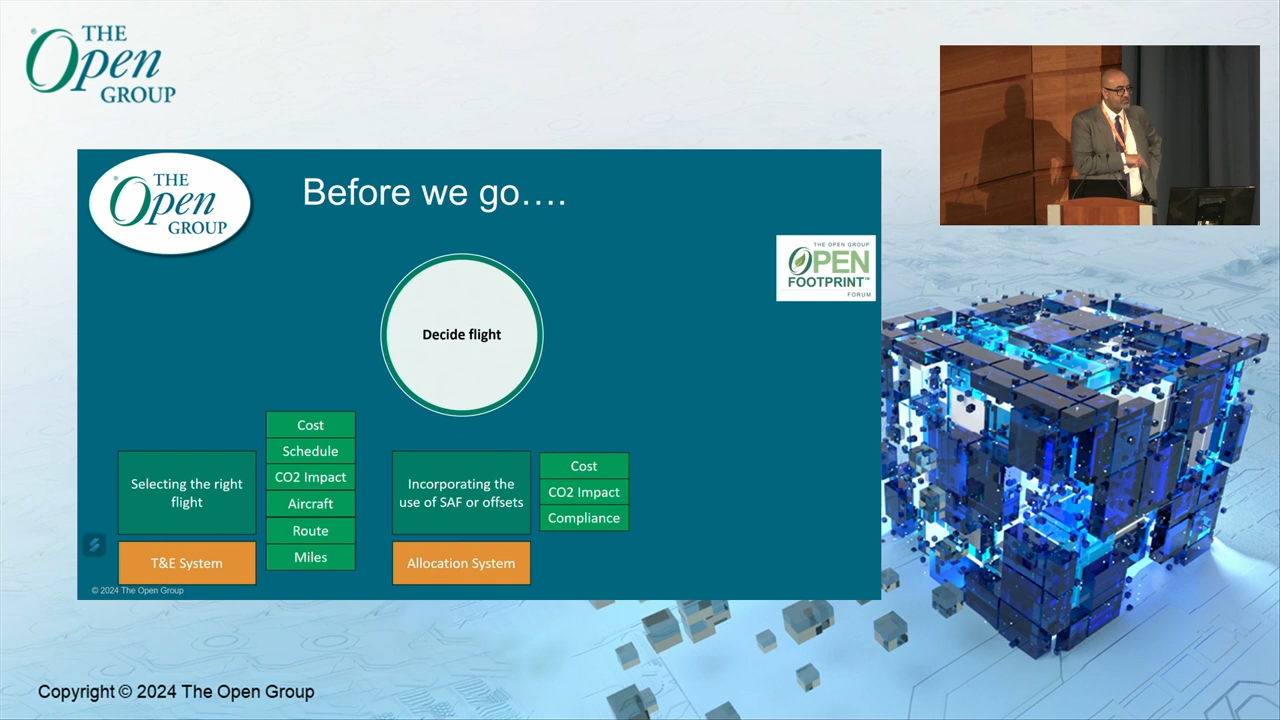 THE
Open
GROUP
THE
Open
GROUP
Before we go….
THE OPEN GROUP
OPEN
FOOTPRINT™
FORUM
Decide flight
Cost
Schedule
CO2 Impact
Aircraft
Route
Miles
Selecting the right
flight
T&E System
Incorporating the
use of SAF or offsets
Allocation System
Cost
CO2 Impact
Compliance
© 2024 The Open Group
Copyright © 2024 The Open Group